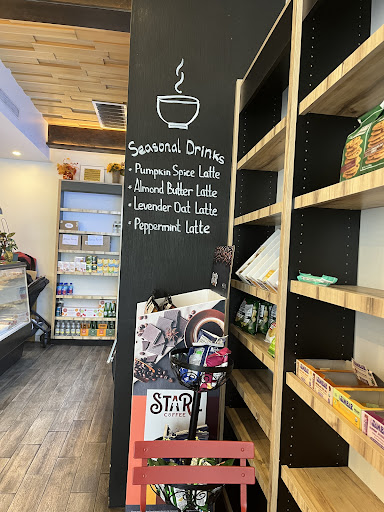 Seasonal Drinks
• Pumpkin Spice Latte
• Almond Butter Latte
• Levender Oat Latte
• Peppermint Latte
STAR
COFFEE